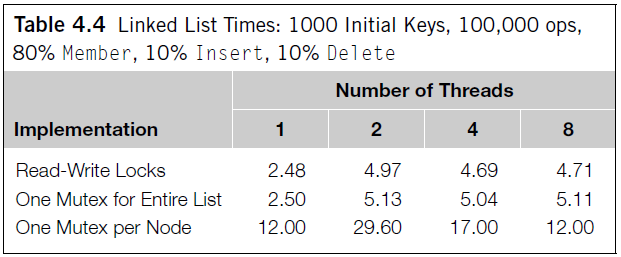 Table 4.4 Linked List Times: 1000 Initial Keys, 100,000 ops,
80% Member, 10% Insert, 10% Delete
Number of Threads
Implementation 1 2 4 8
Read-Write Locks 2.48 4.97 4.69 4.71
One Mutex for Entire List 2.50 5.13 5.04 5.11
One Mutex per Node 12.00 29.60 17.00 12.00